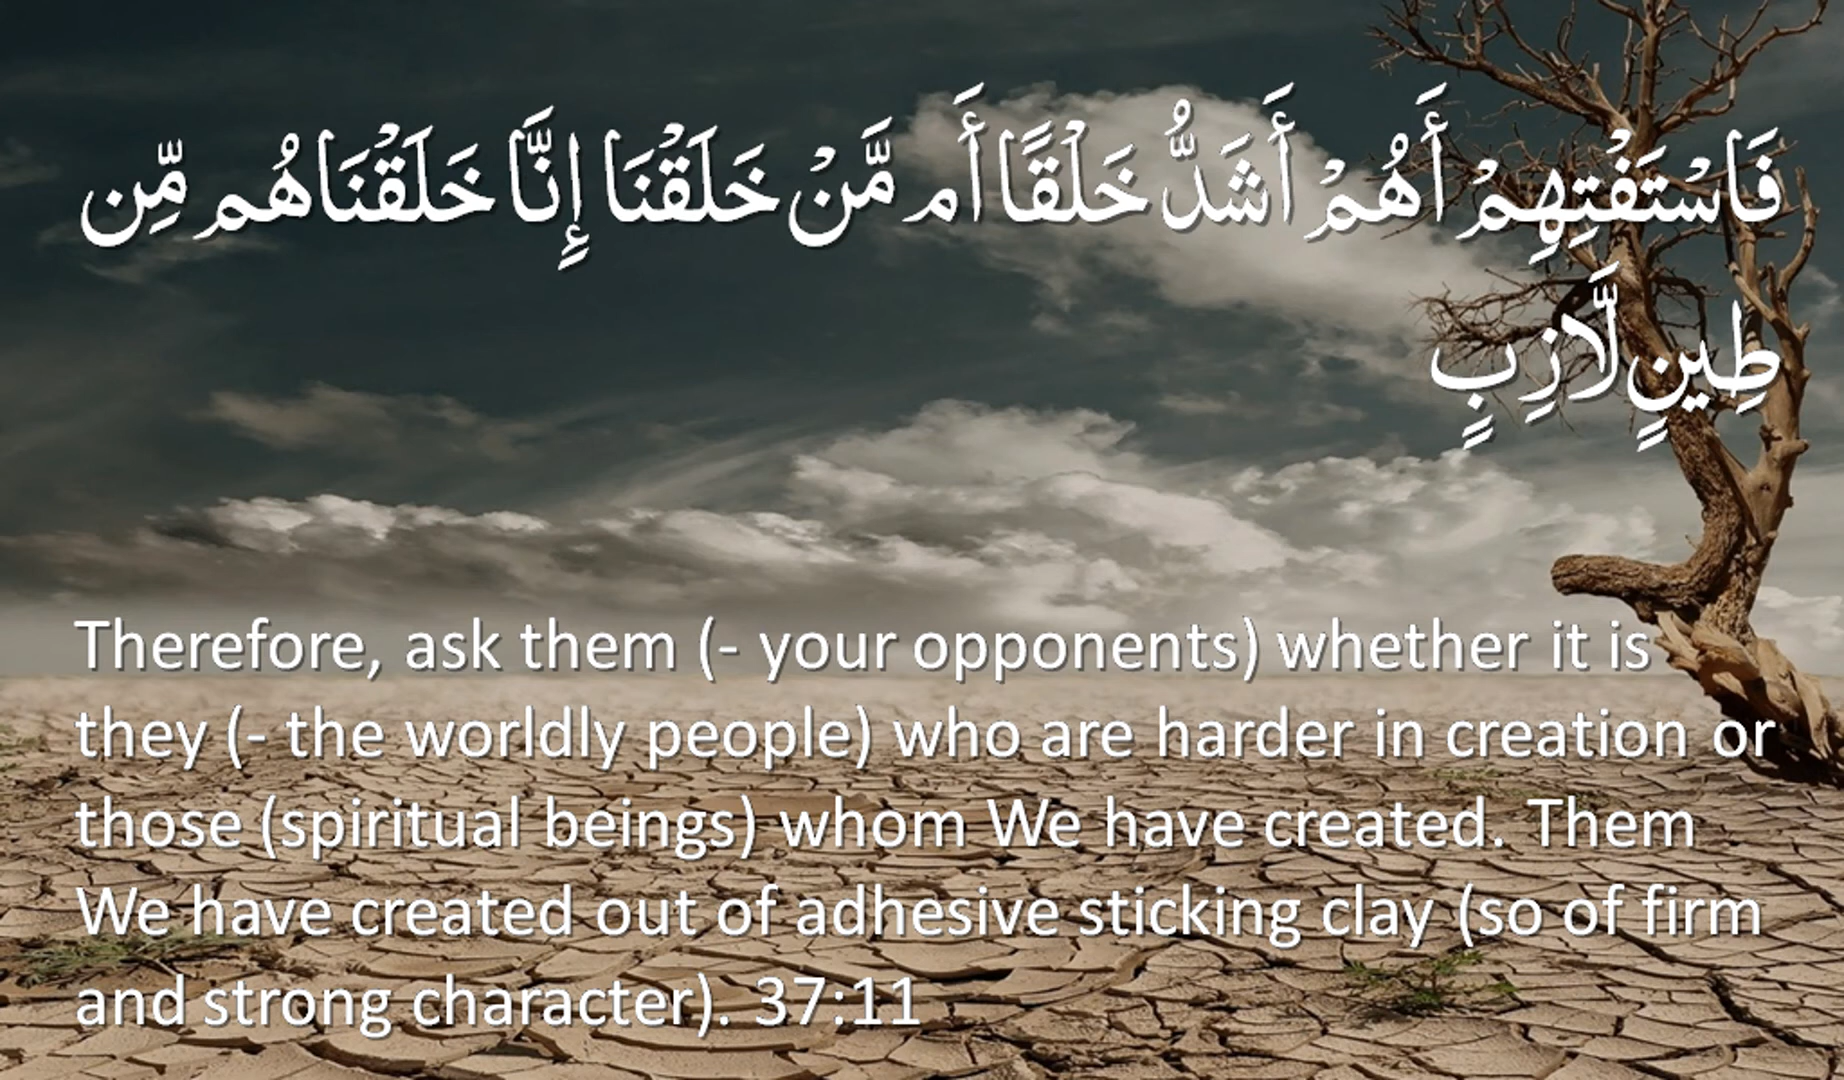 فَاسْتَفْتِهِمْ أَهُمْ أَشَدُّ خَلْقًا أَم مَّنْ خَلَقْنَا إِنَّا خَلَقْنَاهُم مِّن
طِينٍ لَّازِبٍ
Therefore, ask them (- your opponents) whether it is
they (- the worldly people) who are harder in creation or
those (spiritual beings) whom We have created. Them
We have created out of adhesive sticking clay (so of firm
and strong character). 37:11